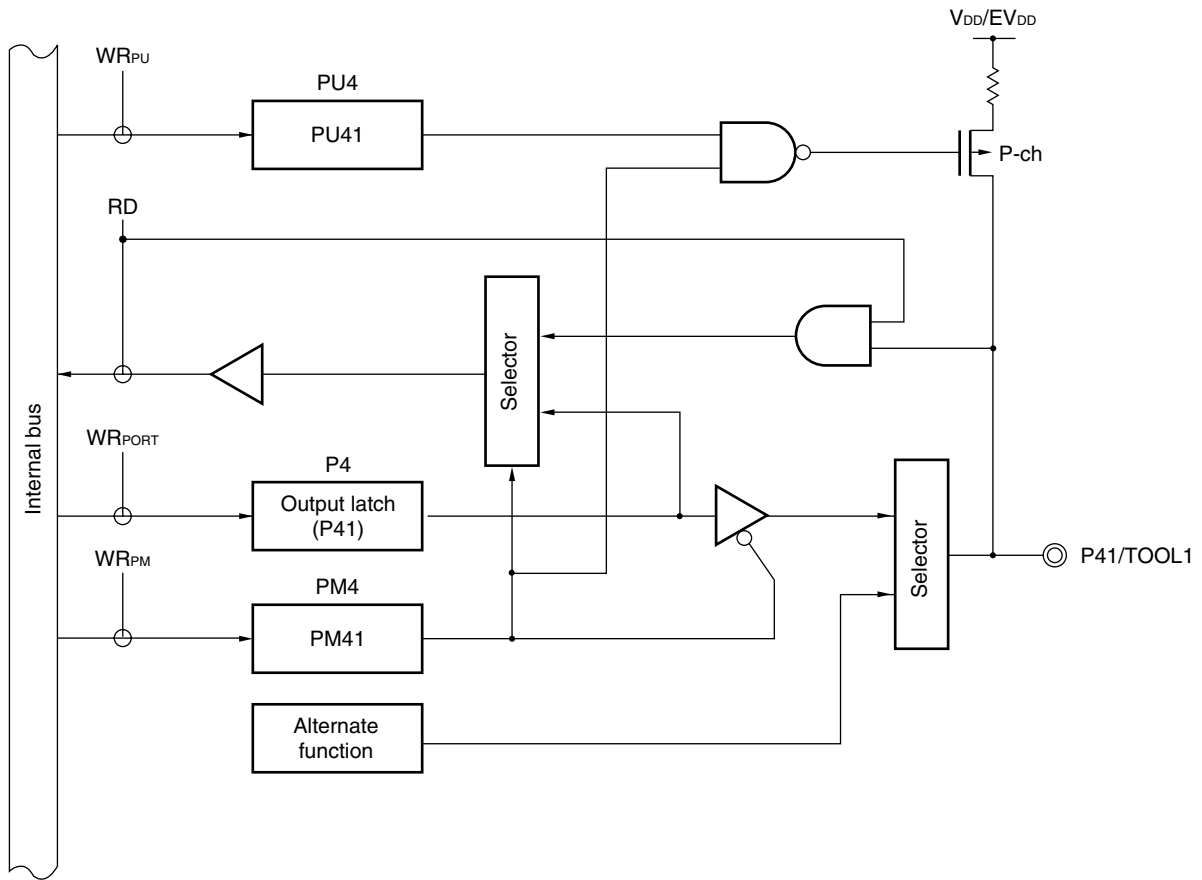 VDD/EVDD
WRPU
PU4
PU41
P-ch
RD
Selector
Internal bus
WRPORT
P4
Output latch
(P41)
Selector
P41/TOOL1
WRPM
PM4
PM41
Alternate
function